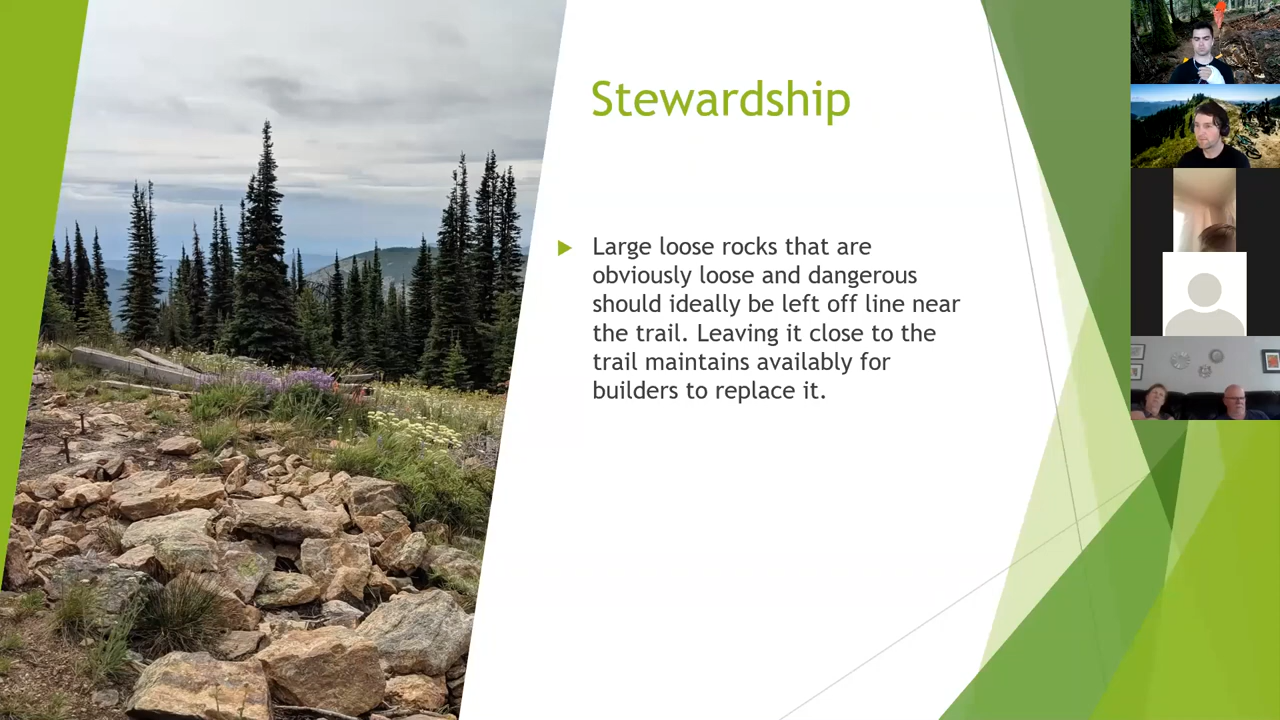 Stewardship
Large loose rocks that are
obviously loose and dangerous
should ideally be left off line near
the trail. Leaving it close to the
trail maintains availably for
builders to replace it.